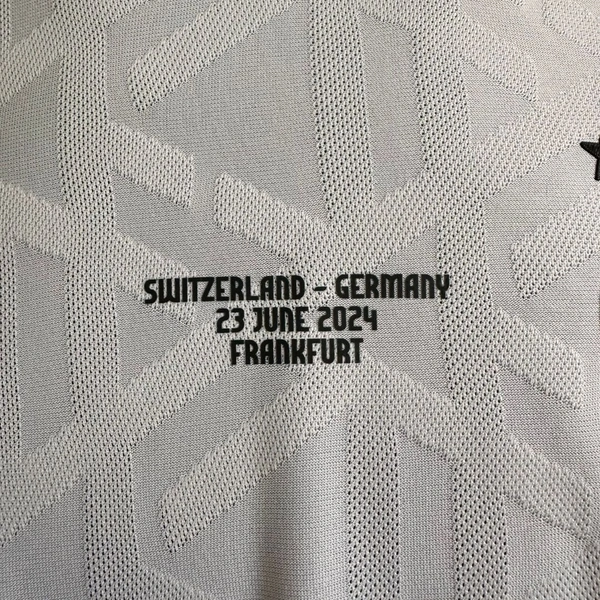 SWITZERLAND - GERMANY
23 JUNE 2024
FRANKFURT